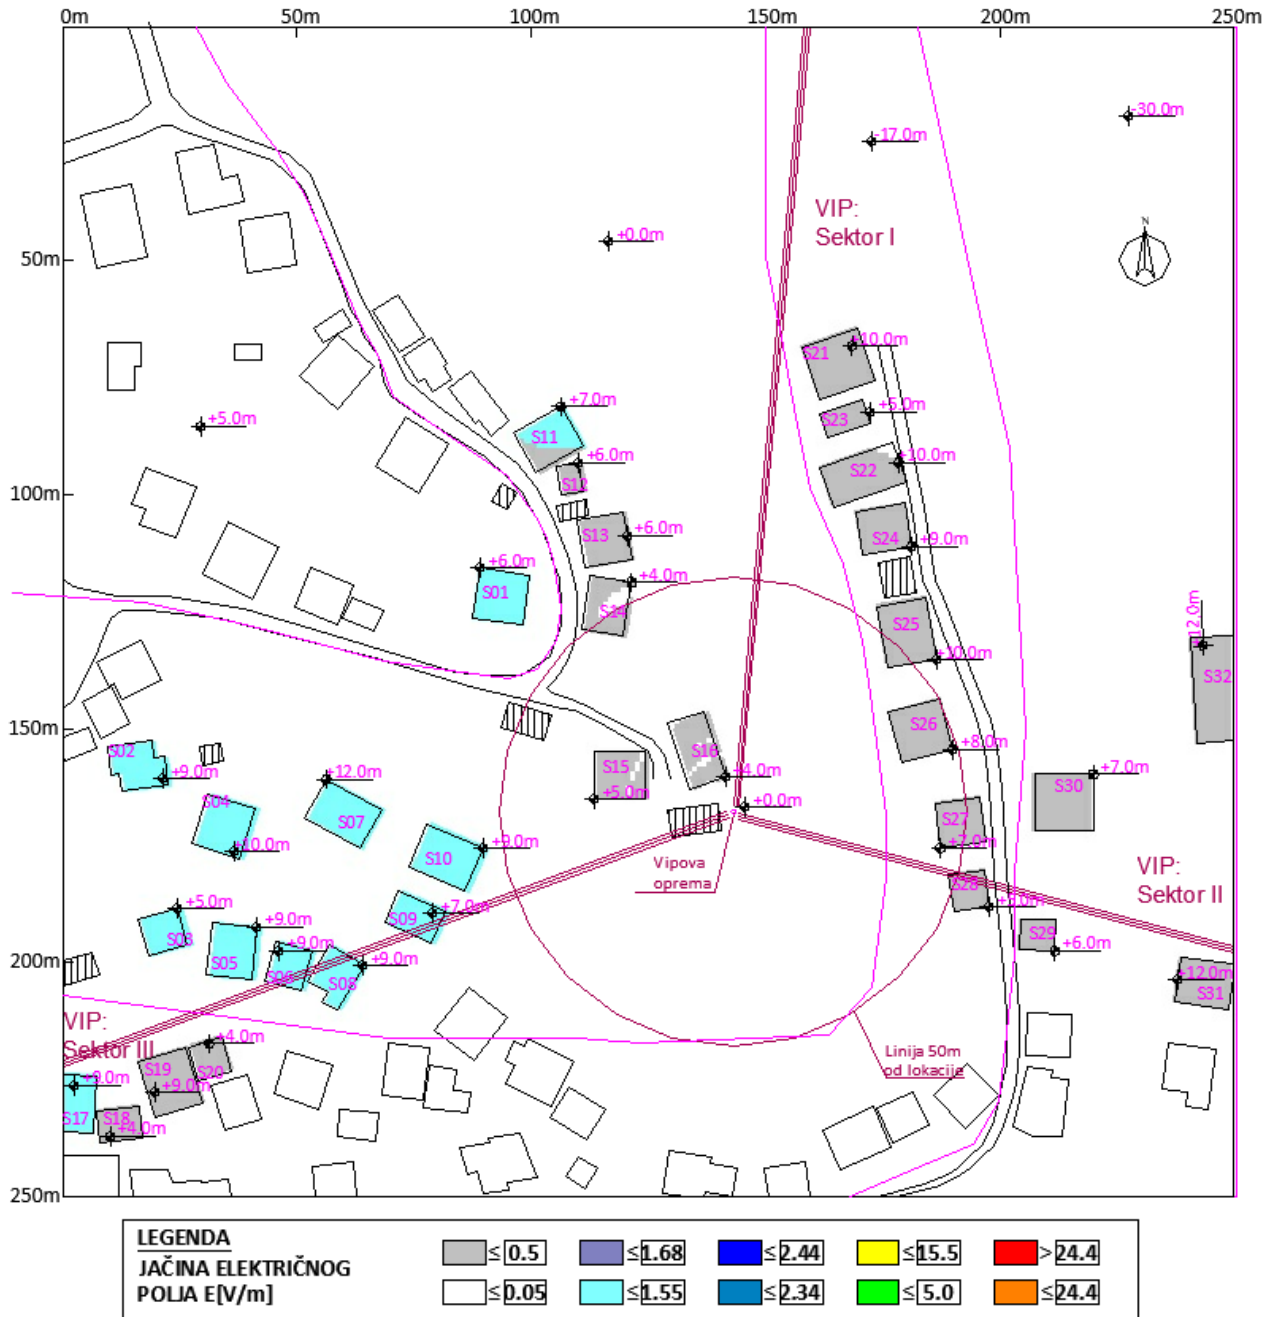 0m 50m 100m 150m 200m 250m
-30.0m
-17.0m
VIP:
Sektor I
N
+0.0m
50m
+10.0m
S21
+7.0m
+5.0m
+5.0m
S23
S11
+6.0m
+10.0m
S22
S12
100m
+6.0m
S13
+9.0m
S24
+6.0m
+4.0m
S01
S14
S25
+12.0m
+10.0m
S32
150m
S26
S02
S16
+8.0m
S15
+9.0m
+12.0m
+4.0m
+7.0m
S30
S04
+5.0m
+0.0m
S07
S27
+10.0m
+9.0m
S10
Vipova
oprema
VIP:
Sektor II
S28
+5.0m
+7.0m
S09
S03
+9.0m
S29
S05
+9.0m
+6.0m
200m
S06
+9.0m
S08
+12.0m
S31
VIP:
Sektor III
+4.0m
Linija 50m
od lokacije
S19
S20
+9.0m
+9.0m
S17
S18
+4.0m
250m
LEGENDA
JAČINA ELEKTRIČNOG
POLJA E[V/m]
≤ 0.5 ≤ 1.68 ≤ 2.44 ≤ 15.5 > 24.4
≤ 0.05 ≤ 1.55 ≤ 2.34 ≤ 5.0 ≤ 24.4